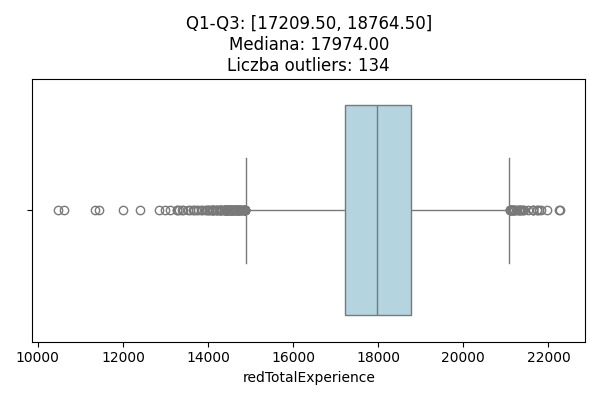 Q1-Q3: [17209.50, 18764.50]
Mediana: 17974.00
Liczba outliers: 134
10000 12000 14000 16000 18000 20000 22000
redTotalExperience